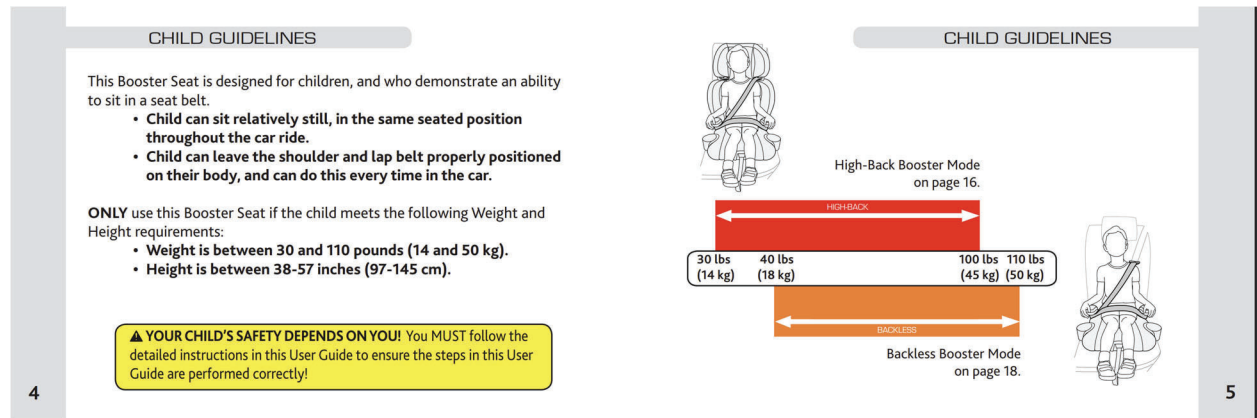 CHILD GUIDELINES
This Booster Seat is designed for children, and who demonstrate an ability
to sit in a seat belt.
• Child can sit relatively still, in the same seated position
throughout the car ride.
• Child can leave the shoulder and lap belt properly positioned
on their body, and can do this every time in the car.
ONLY use this Booster Seat if the child meets the following Weight and
Height requirements:
• Weight is between 30 and 110 pounds (14 and 50 kg).
• Height is between 38-57 inches (97-145 cm).
YOUR CHILD’S SAFETY DEPENDS ON YOU! You MUST follow the
detailed instructions in this User Guide to ensure the steps in this User
Guide are performed correctly!
4
CHILD GUIDELINES
High-Back Booster Mode
on page 16.
HIGH-BACK
30 lbs 40 lbs 100 lbs 110 lbs
(14 kg) (18 kg) (45 kg) (50 kg)
BACKLESS
Backless Booster Mode
on page 18.
5